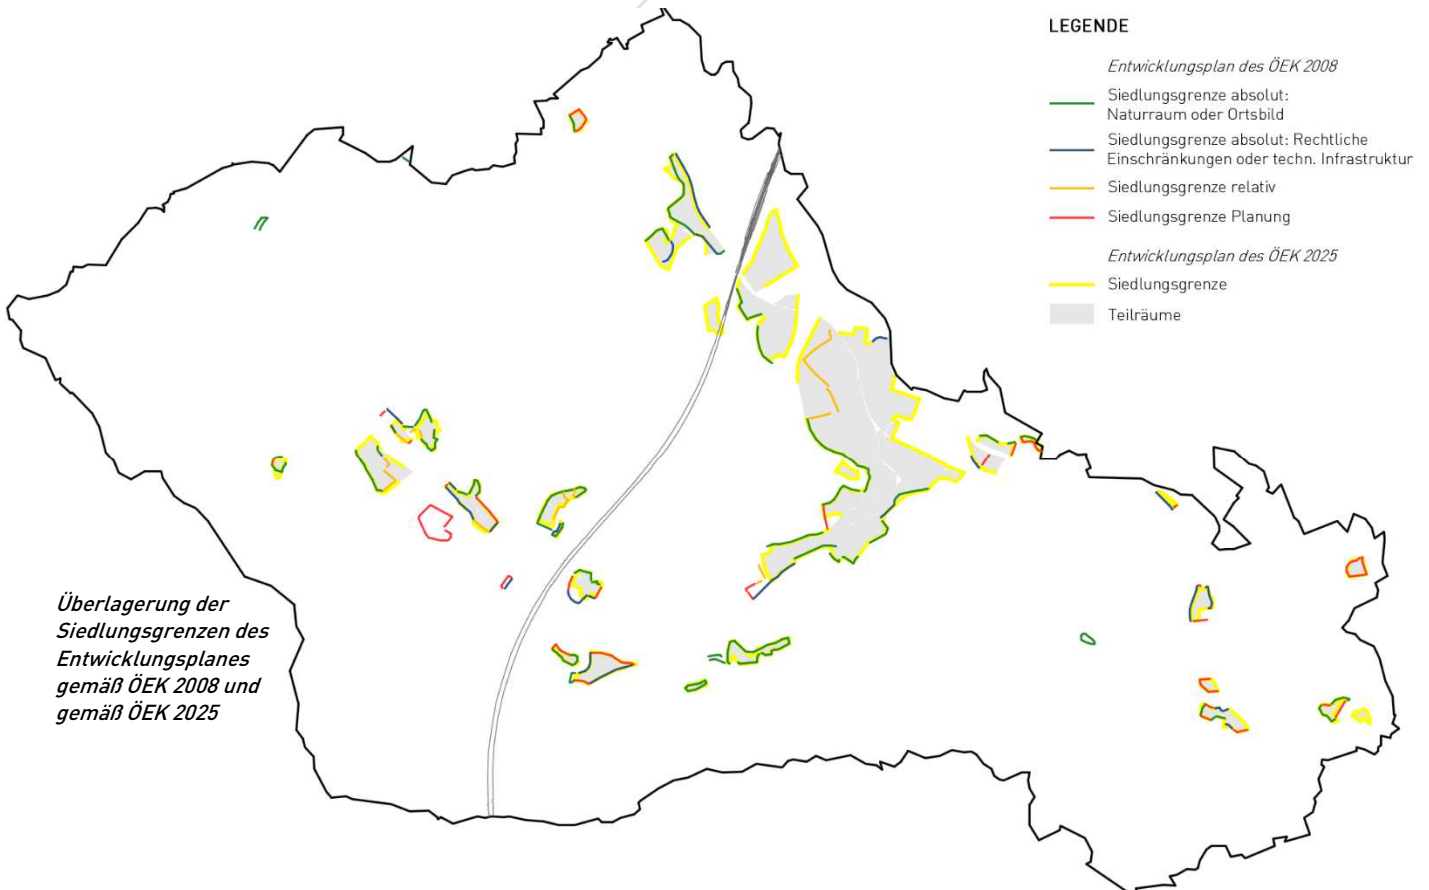 LEGENDE
Entwicklungsplan des ÖEK 2008
Siedlungsgrenze absolut:
Naturraum oder Ortsbild
Siedlungsgrenze absolut: Rechtliche
Einschränkungen oder techn. Infrastruktur
Siedlungsgrenze relativ
Siedlungsgrenze Planung
Entwicklungsplan des ÖEK 2025
Siedlungsgrenze
Teilräume
Überlagerung der
Siedlungsgrenzen des
Entwicklungsplanes
gemäß ÖEK 2008 und
gemäß ÖEK 2025